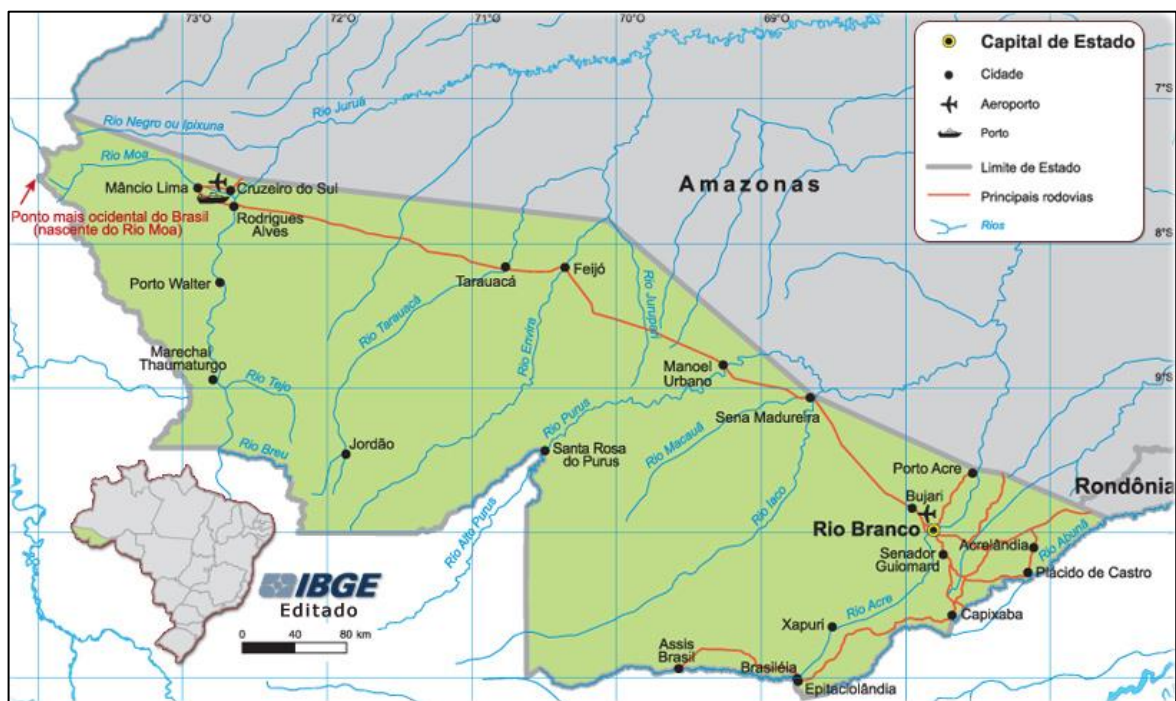 73°O
72°O
71°O
70°O
69°O
Capital de Estado
Cidade
Aeroporto
Porto
Limite de Estado
Principais rodovias
Rios
7°S
8°S
9°S
Rio Juruá
Rio Negro ou Ipixuna
Rio Moa
Mâncio Lima
Cruzeiro do Sul
Ponto mais ocidental do Brasil
(nascente do Rio Moa)
Rodrigues
Alves
Amazonas
Porto Walter
Tarauacá
Feijó
Rio Tarauacá
Rio Envira
Rio Jurupari
Marechal
Thaumaturgo
Rio Tejo
Manoel
Urbano
Sena Madureira
Rio Breu
Jordão
Rio Purus
Santa Rosa
do Purus
Rio Macauã
Rio Iaco
Rio Alto Purus
Porto Acre
Bujari
Rondônia
Rio Branco
Acrelândia
Rio Abunã
Senador
Guiomard
Plácido de Castro
Xapuri
Rio Acre
Capixaba
Assis
Brasil
Brasiléia
Epitaciolândia
IBGE
Editado
0 40 80 km